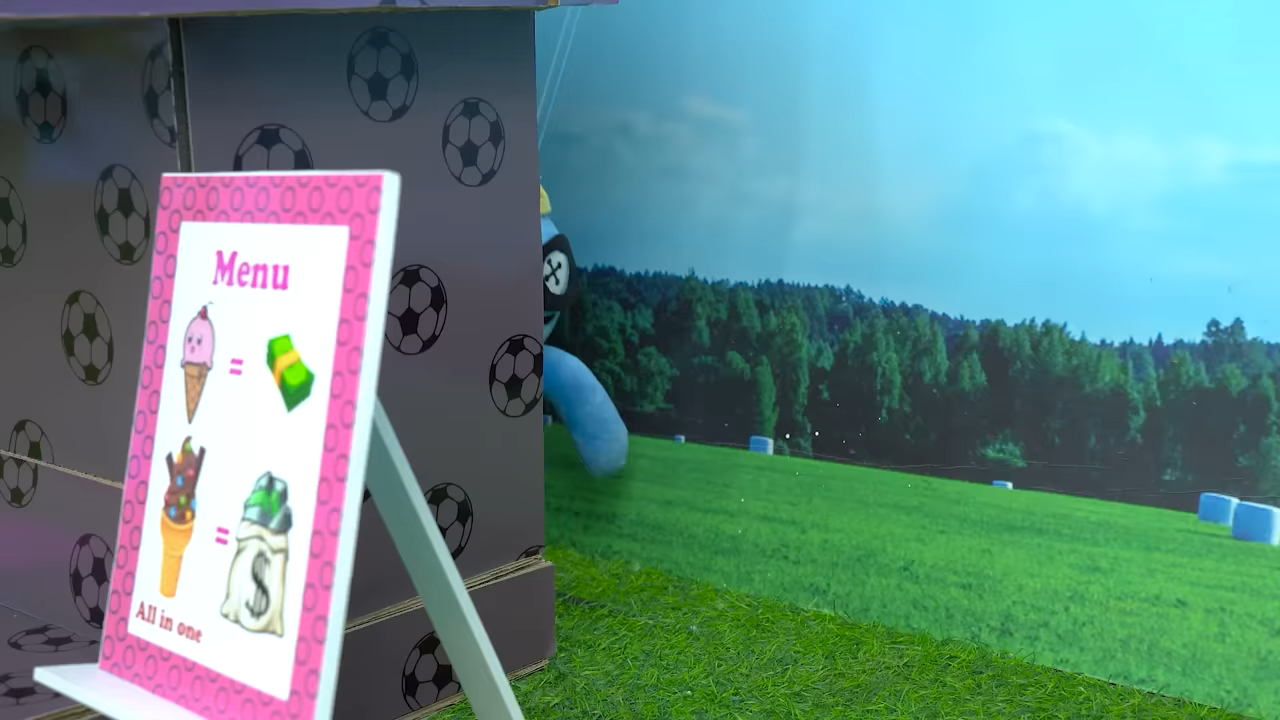 Menu
=
=
$
All in one